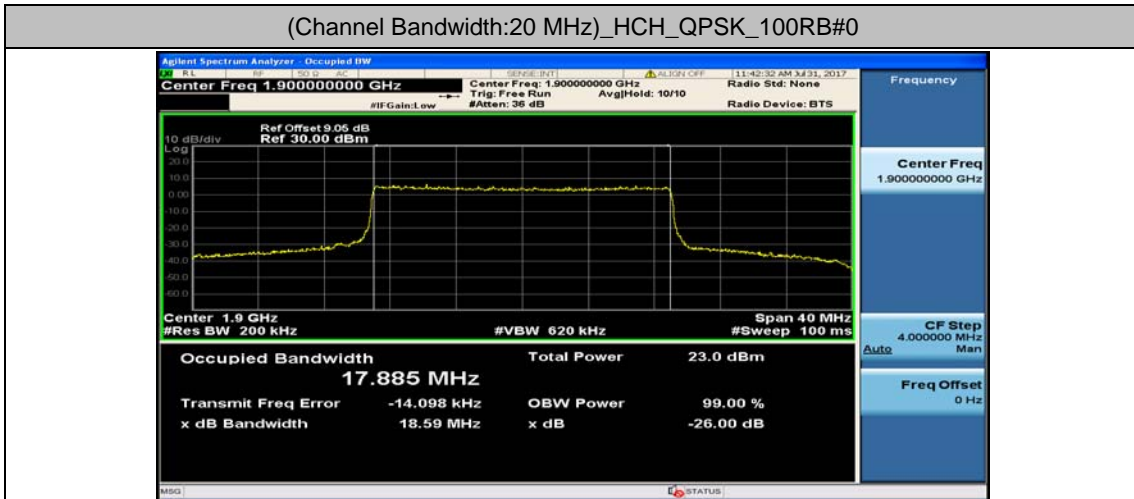 (Channel Bandwidth:20 MHz)_HCH_QPSK_100RB#0
Agilent Spectrum Analyzer - Occupied BW
RL RF 50 Ω AC SENSE:INT ALIGN OFF 11:42:32 AM Jul 31, 2017
Center Freq 1.900000000 GHz
Center Freq: 1.900000000 GHz
Radio Std: None
Trig: Free Run Avg|Hold: 10/10
#IFGain:Low #Atten: 36 dB Radio Device: BTS
Frequency
Ref Offset 9.05 dB
10 dB/div Ref 30.00 dBm
Log
20.0
10.0
0.00
-10.0
-20.0
-30.0
-40.0
-50.0
-60.0
Center 1.9 GHz Span 40 MHz
#Res BW 200 kHz #VBW 620 kHz #Sweep 100 ms
Occupied Bandwidth Total Power 23.0 dBm
17.885 MHz
Transmit Freq Error -14.098 kHz OBW Power 99.00 %
x dB Bandwidth 18.59 MHz x dB -26.00 dB
Center Freq
1.900000000 GHz
CF Step
4.000000 MHz
Auto Man
Freq Offset
0 Hz
MSG STATUS